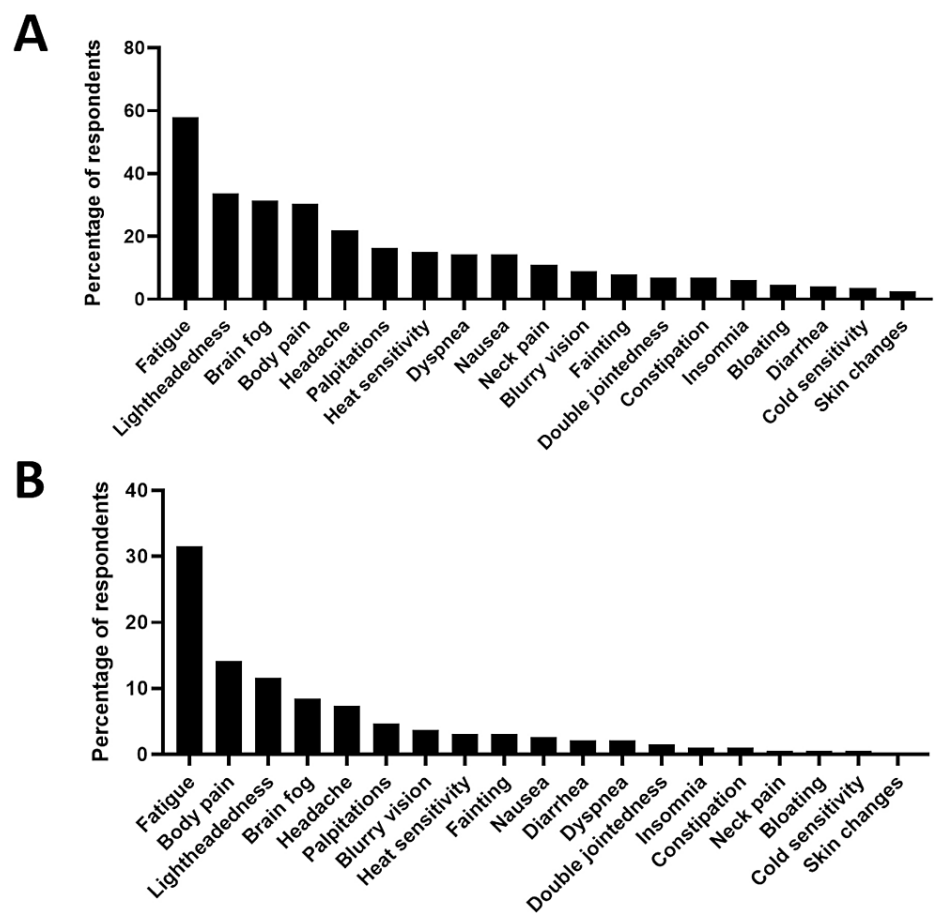 A
Percentage of respondents
80
60
40
20
0
Fatigue
Lightheadedness
Brain fog
Body pain
Headache
Palpitations
Heat sensitivity
Dyspnea
Nausea
Neck pain
Blurry vision
Fainting
Double jointedness
Constipation
Insomnia
Bloating
Diarrhea
Cold sensitivity
Skin changes
B
Percentage of respondents
40
30
20
10
0
Fatigue
Body pain
Lightheadedness
Brain fog
Headache
Palpitations
Blurry vision
Heat sensitivity
Fainting
Nausea
Diarrhea
Dyspnea
Double jointedness
Insomnia
Constipation
Neck pain
Bloating
Cold sensitivity
Skin changes